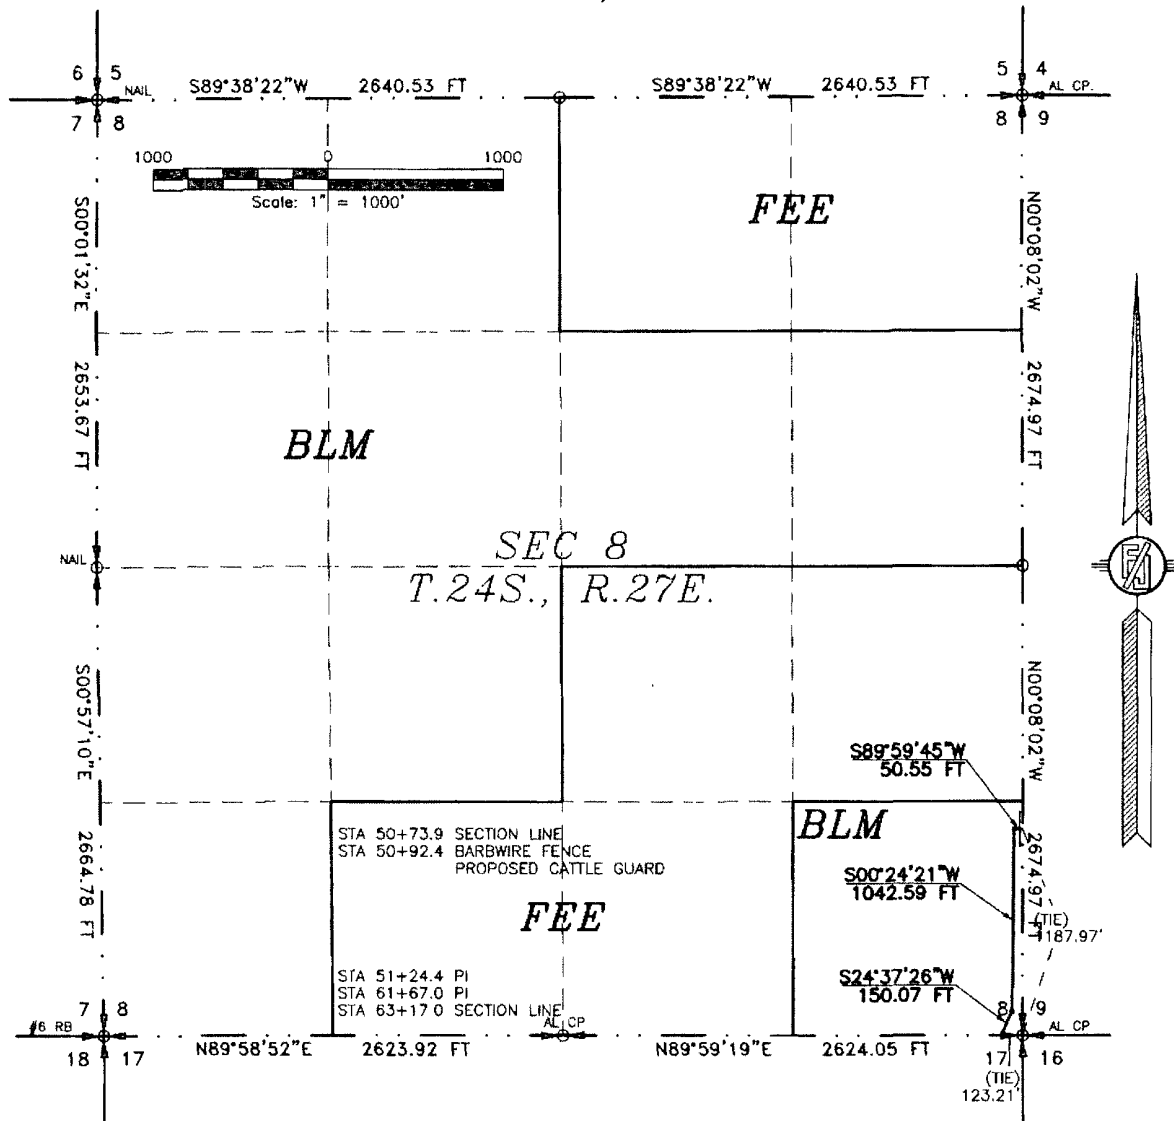 6 5
NAIL
7 8
S89°38'22"W 2640.53 FT
S89°38'22"W 2640.53 FT
5 4
AL CP.
8 9
1000 0 1000
Scale: 1" = 1000'
FEE
S00°01'32"E 2653.67 FT
N00°08'02"W 2674.97 FT
BLM
NAIL
SEC 8
T.24S., R.27E.
S00°57'10"E 2664.78 FT
N00°08'02"W 2674.97 FT
S89°59'45"W
50.55 FT
BLM
STA 50+73.9 SECTION LINE
STA 50+92.4 BARBWIRE FENCE
PROPOSED CATTLE GUARD
S00°24'21"W
1042.59 FT
FEE
(TIE)
1187.97'
STA 51+24.4 PI
STA 61+67.0 PI
STA 63+17.0 SECTION LINE
S24°37'26"W
150.07 FT
7 8
#6 RB
18 17
AL CP
8 9
AL CP
17 16
N89°58'52"E 2623.92 FT
N89°59'19"E 2624.05 FT
(TIE)
123.21'